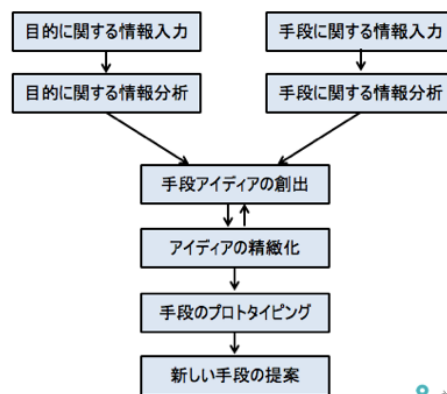 目的に関する情報入力
手段に関する情報入力
目的に関する情報分析
手段に関する情報分析
手段アイディアの創出
アイディアの精緻化
手段のプロトタイピング
新しい手段の提案